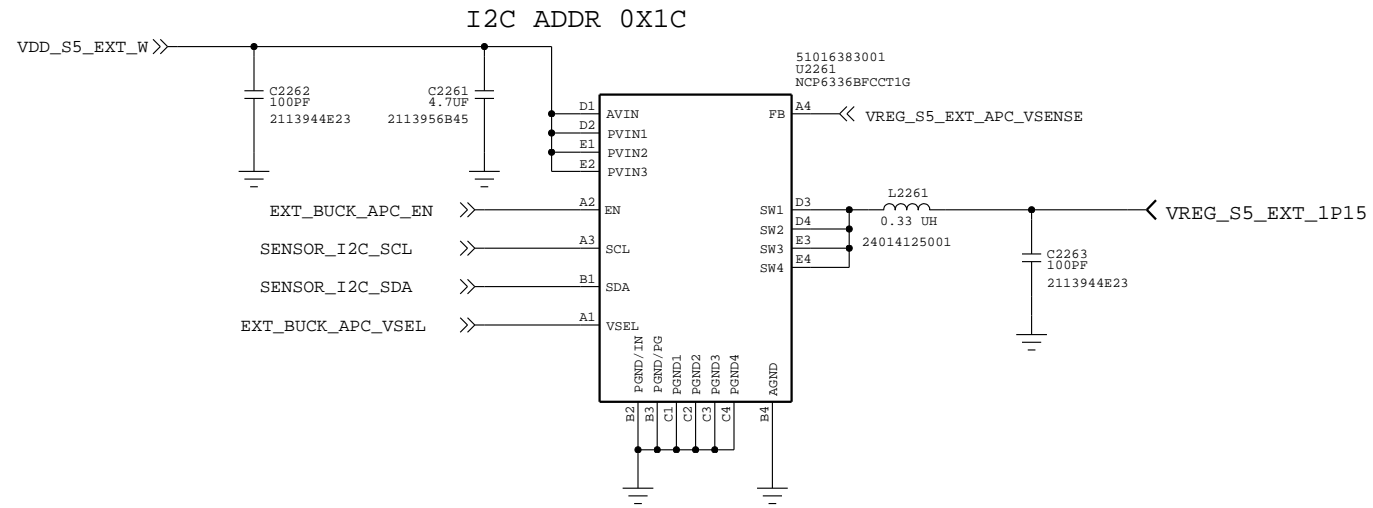 I2C ADDR 0X1C
VDD_S5_EXT_W
C2262
100PF
2113944E23
C2261
4.7UF
2113956B45
51016383001
U2261
NCP6336BFCCT1G
D1
AVIN
D2
PVIN1
E1
PVIN2
E2
PVIN3
A4
FB
VREG_S5_EXT_APC_VSENSE
EXT_BUCK_APC_EN
A2
EN
SENSOR_I2C_SCL
A3
SCL
SENSOR_I2C_SDA
B1
SDA
EXT_BUCK_APC_VSEL
A1
VSEL
SW1
D3
SW2
D4
SW3
E3
SW4
E4
L2261
0.33 UH
24014125001
VREG_S5_EXT_1P15
C2263
100PF
2113944E23
PGND/IN
PGND/PG
PGND1
PGND2
PGND3
PGND4
AGND
B2
B3
C1
C2
C3
C4
B4